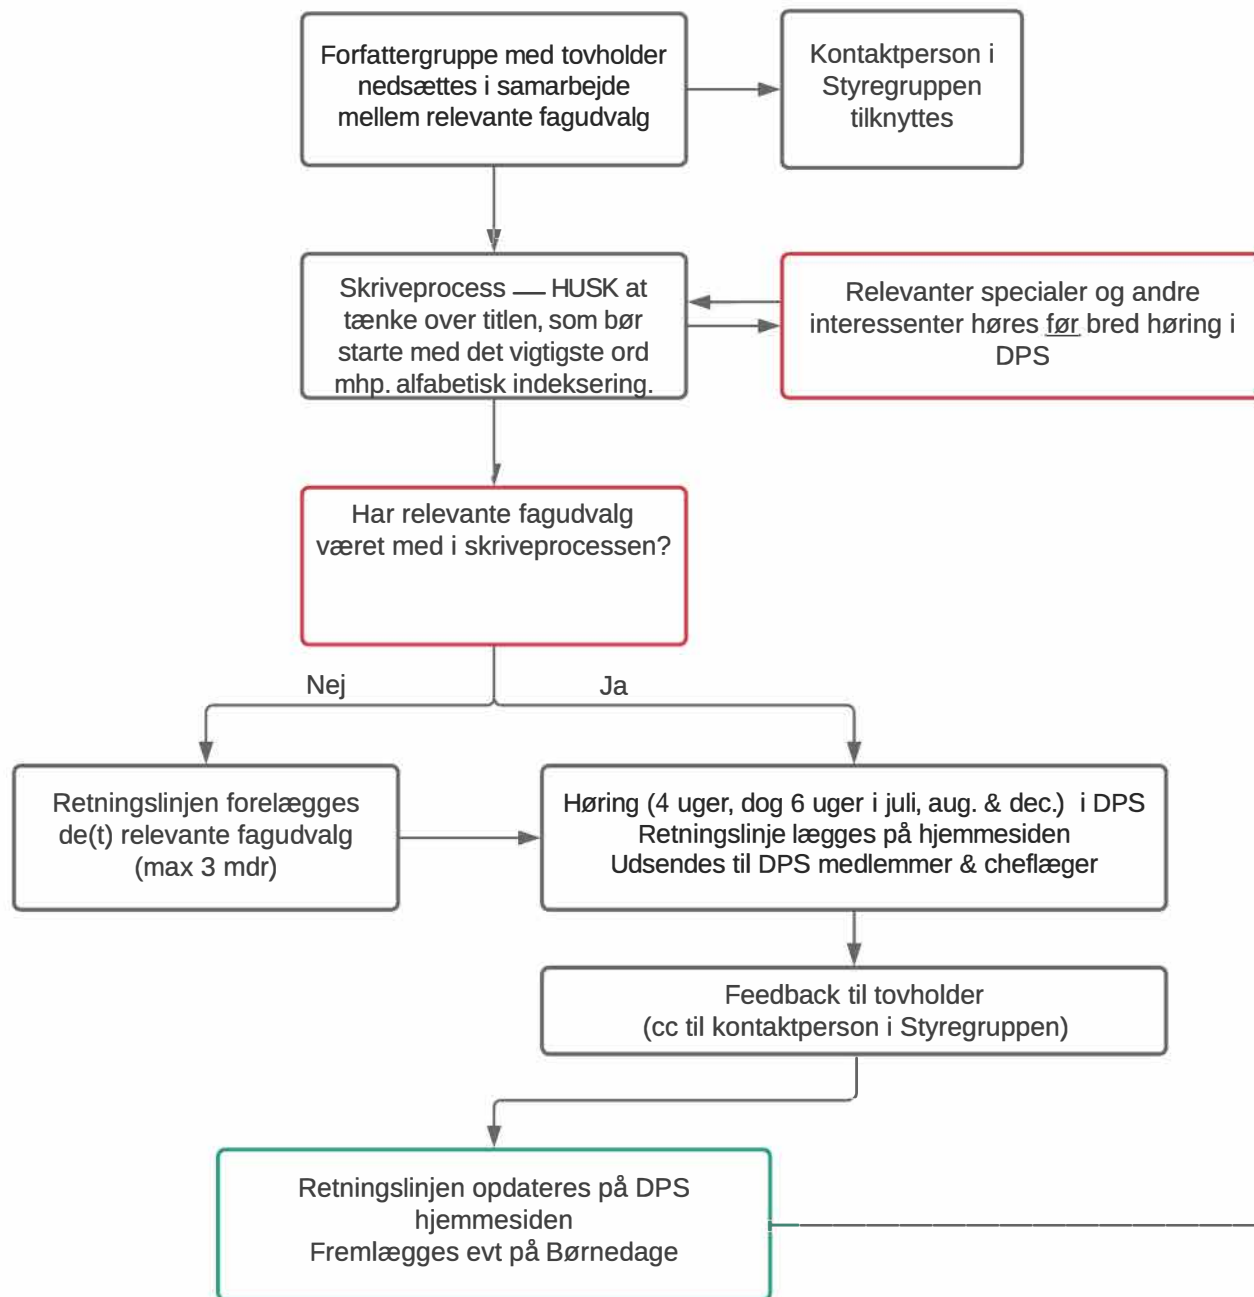 Forfattergruppe med tovholder
nedsættes i samarbejde
mellem relevante fagudvalg
Kontaktperson i
Styregruppen
tilknyttes
Skriveprocess — HUSK at
tænke over titlen, som bør
starte med det vigtigste ord
mhp. alfabetisk indeksering.
Relevanter specialer og andre
interessenter høres før bred høring i
DPS
Har relevante fagudvalg
været med i skriveprocessen?
Nej
Ja
Retningslinjen forelægges
de(t) relevante fagudvalg
(max 3 mdr)
Høring (4 uger, dog 6 uger i juli, aug. & dec.) i DPS
Retningslinje lægges på hjemmesiden
Udsendes til DPS medlemmer & cheflæger
Feedback til tovholder
(cc til kontaktperson i Styregruppen)
Retningslinjen opdateres på DPS
hjemmesiden
Fremlægges evt på Børnedage